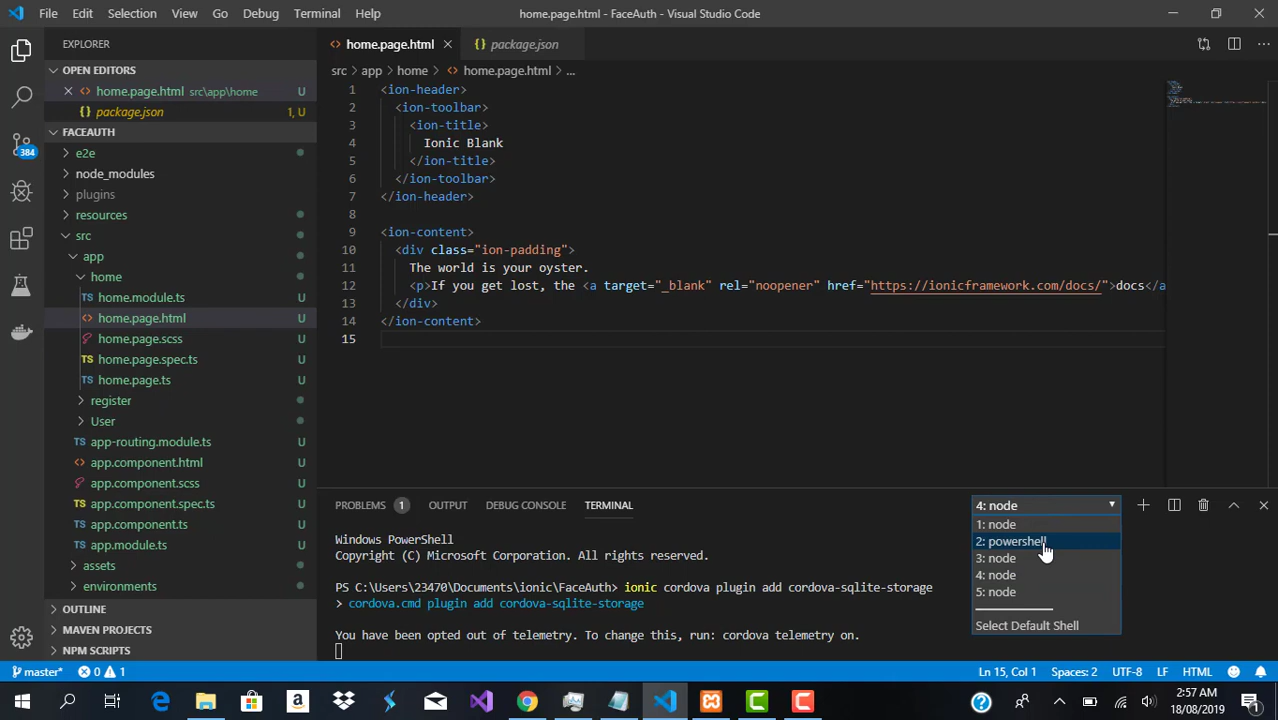 File Edit Selection View Go Debug Terminal Help
home.page.html - FaceAuth - Visual Studio Code
EXPLORER
OPEN EDITORS
home.page.html src\app\home U
package.json 1, U
FACEAUTH
e2e
node_modules
plugins
resources
src
app
home
home.module.ts U
home.page.html U
home.page.scss U
home.page.spec.ts U
home.page.ts U
register
User
app-routing.module.ts U
app.component.html U
app.component.scss U
app.component.spec.ts U
app.component.ts U
app.module.ts U
assets
environments
OUTLINE
MAVEN PROJECTS
NPM SCRIPTS
384
home.page.html package.json
src > app > home > home.page.html > ...
1 <ion-header>
2 <ion-toolbar>
3 <ion-title>
4 Ionic Blank
5 </ion-title>
6 </ion-toolbar>
7 </ion-header>
8
9 <ion-content>
10 <div class="ion-padding">
11 The world is your oyster.
12 <p>If you get lost, the <a target="_blank" rel="noopener" href="https://ionicframework.com/docs/">docs</a
13 </div>
14 </ion-content>
15
PROBLEMS 1 OUTPUT DEBUG CONSOLE TERMINAL
4: node
1: node
2: powershell
3: node
4: node
5: node
Select Default Shell
Windows PowerShell
Copyright (C) Microsoft Corporation. All rights reserved.
PS C:\Users\23470\Documents\ionic\FaceAuth> ionic cordova plugin add cordova-sqlite-storage
> cordova.cmd plugin add cordova-sqlite-storage
You have been opted out of telemetry. To change this, run: cordova telemetry on.
master* 0 1
Ln 15, Col 1 Spaces: 2 UTF-8 LF HTML 1
2:57 AM
18/08/2019
1